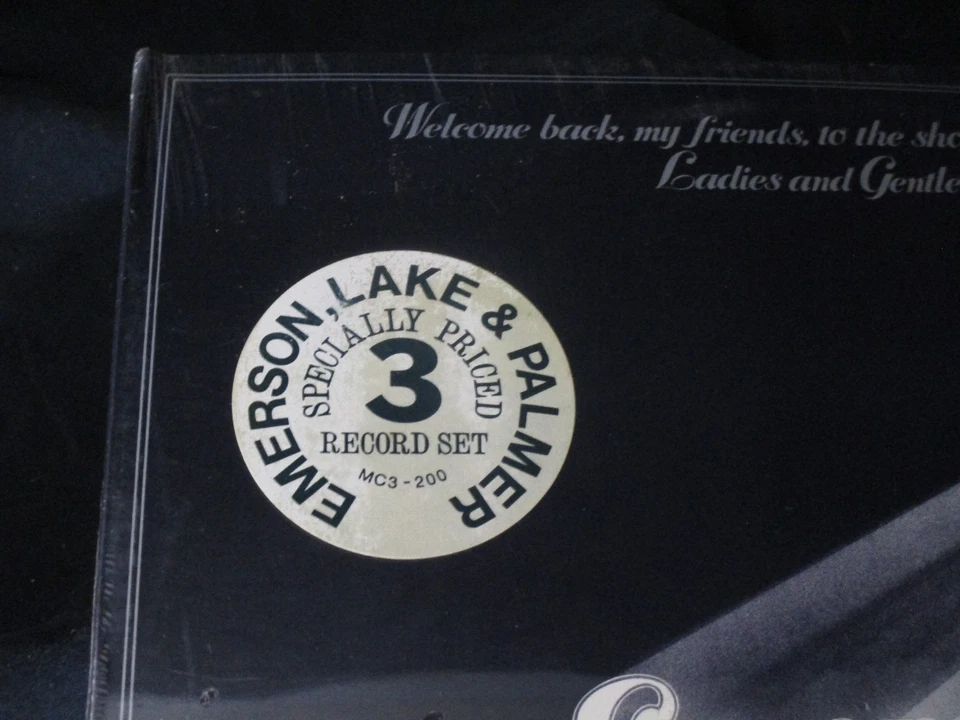 Welcome back, my friends, to the sho
Ladies and Gentle
EMERSON, LAKE & PALMER
SPECIALLY PRICED
3
RECORD SET
MC3-200